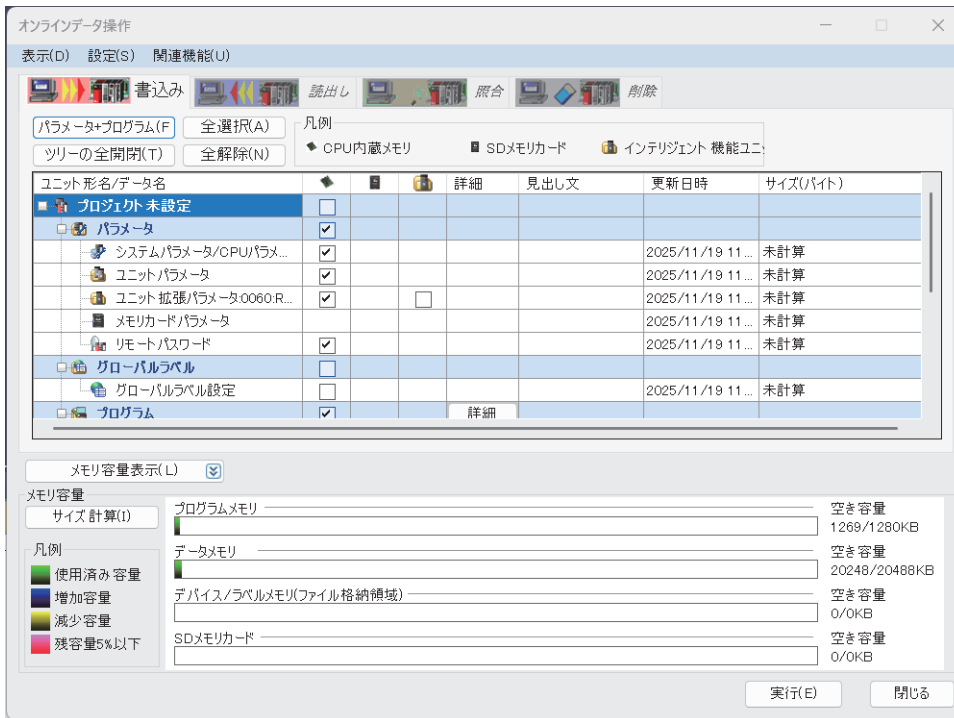 オンラインデータ操作
表示(D) 設定(S) 関連機能(U)
書込み 読出し 照合 削除
パラメータ+プログラム(F 全選択(A)
ツリーの全開閉(T) 全解除(N)
凡例
CPU内蔵メモリ SDメモリカード インテリジェント機能ユニ
ユニット形名/データ名 詳細 見出し文 更新日時 サイズ(バイト)
プロジェクト未設定
パラメータ
システムパラメータ/CPUパラメ... 2025/11/19 11... 未計算
ユニットパラメータ 2025/11/19 11... 未計算
ユニット拡張パラメータ:0060:R... 2025/11/19 11... 未計算
メモリカードパラメータ 2025/11/19 11... 未計算
リモートパスワード 2025/11/19 11... 未計算
グローバルラベル
グローバルラベル設定 2025/11/19 11... 未計算
プログラム 詳細
メモリ容量表示(L)
メモリ容量
サイズ計算(I)
凡例
使用済み容量
増加容量
減少容量
残容量5%以下
プログラムメモリ 空き容量
1269/1280KB
データメモリ 空き容量
20248/20488KB
デバイス/ラベルメモリ(ファイル格納領域) 空き容量
0/0KB
SDメモリカード 空き容量
0/0KB
実行(E) 閉じる